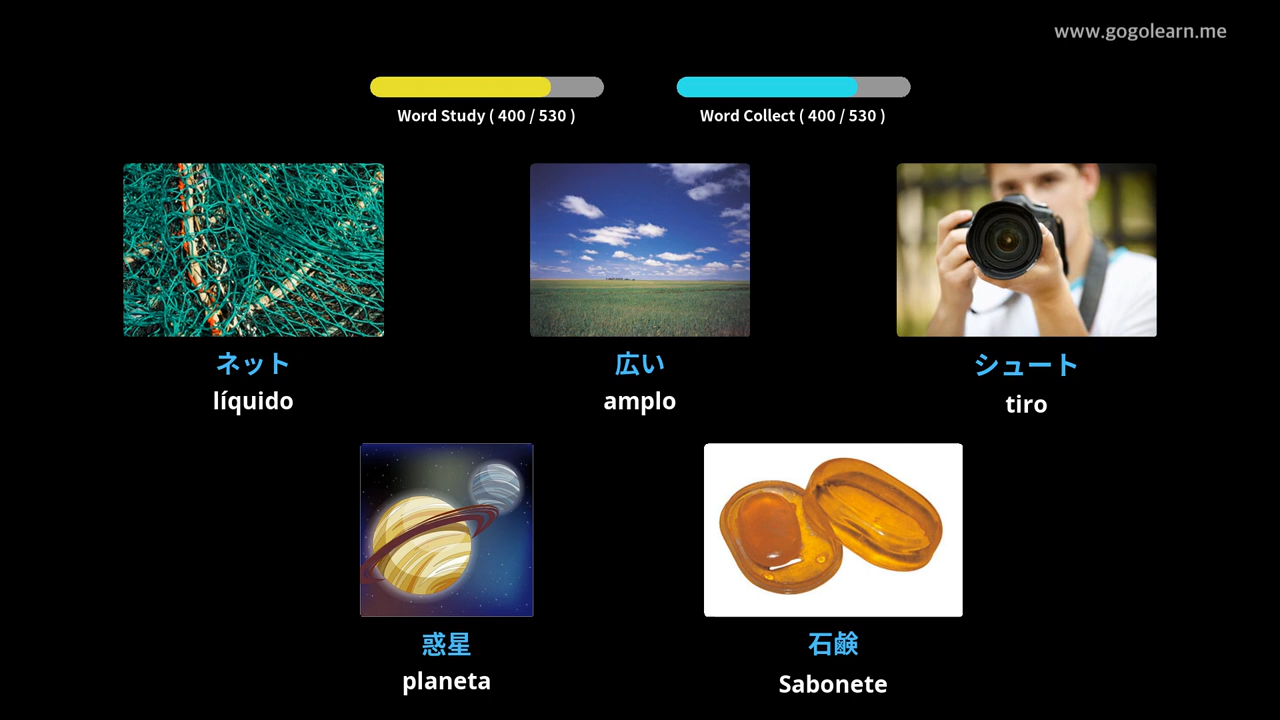 www.gogolearn.me
Word Study ( 400 / 530 )
Word Collect ( 400 / 530 )
ネット
líquido
広い
amplo
シュート
tiro
惑星
planeta
石鹸
Sabonete